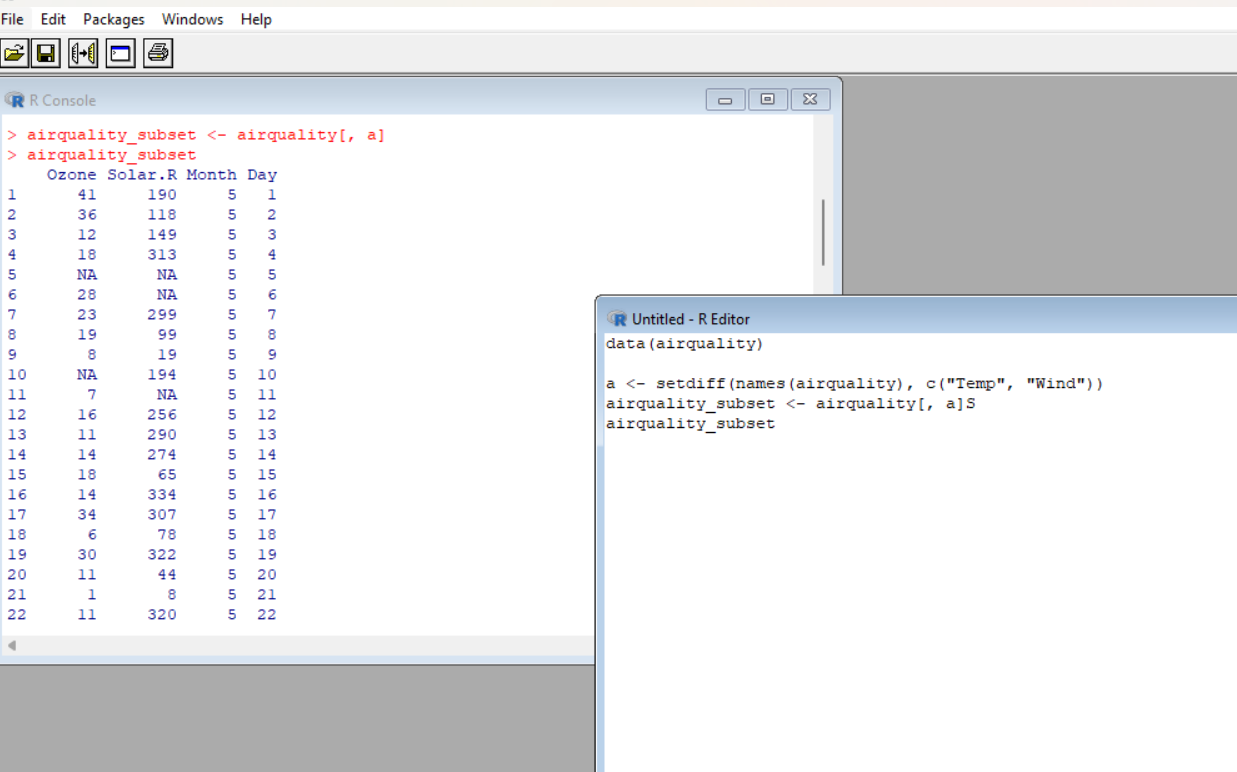 File Edit Packages Windows Help
R Console
> airquality_subset <- airquality[, a]
> airquality_subset
Ozone Solar.R Month Day
1 41 190 5 1
2 36 118 5 2
3 12 149 5 3
4 18 313 5 4
5 NA NA 5 5
6 28 NA 5 6
7 23 299 5 7
8 19 99 5 8
9 8 19 5 9
10 NA 194 5 10
11 7 NA 5 11
12 16 256 5 12
13 11 290 5 13
14 14 274 5 14
15 18 65 5 15
16 14 334 5 16
17 34 307 5 17
18 6 78 5 18
19 30 322 5 19
20 11 44 5 20
21 1 8 5 21
22 11 320 5 22
Untitled - R Editor
data(airquality)
a <- setdiff(names(airquality), c("Temp", "Wind"))
airquality_subset <- airquality[, a]S
airquality_subset